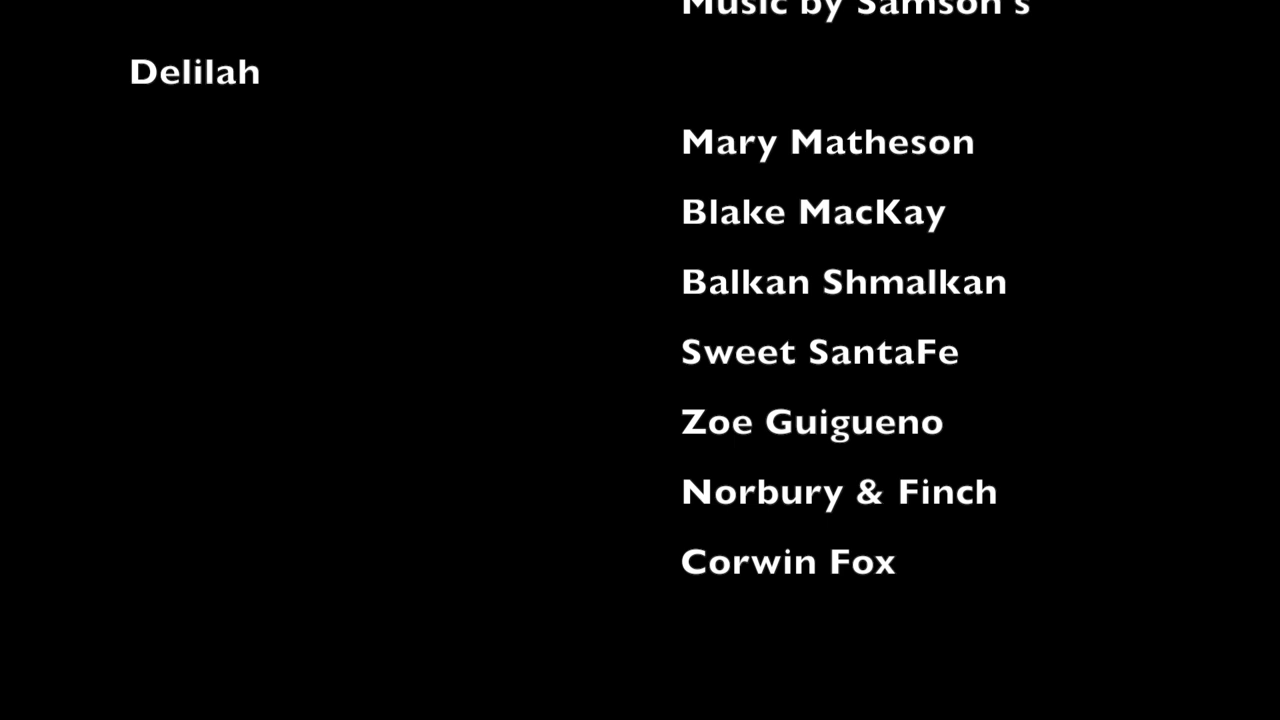 Music by Samson's
Delilah
Mary Matheson
Blake MacKay
Balkan Shmalkan
Sweet SantaFe
Zoe Guigueno
Norbury & Finch
Corwin Fox